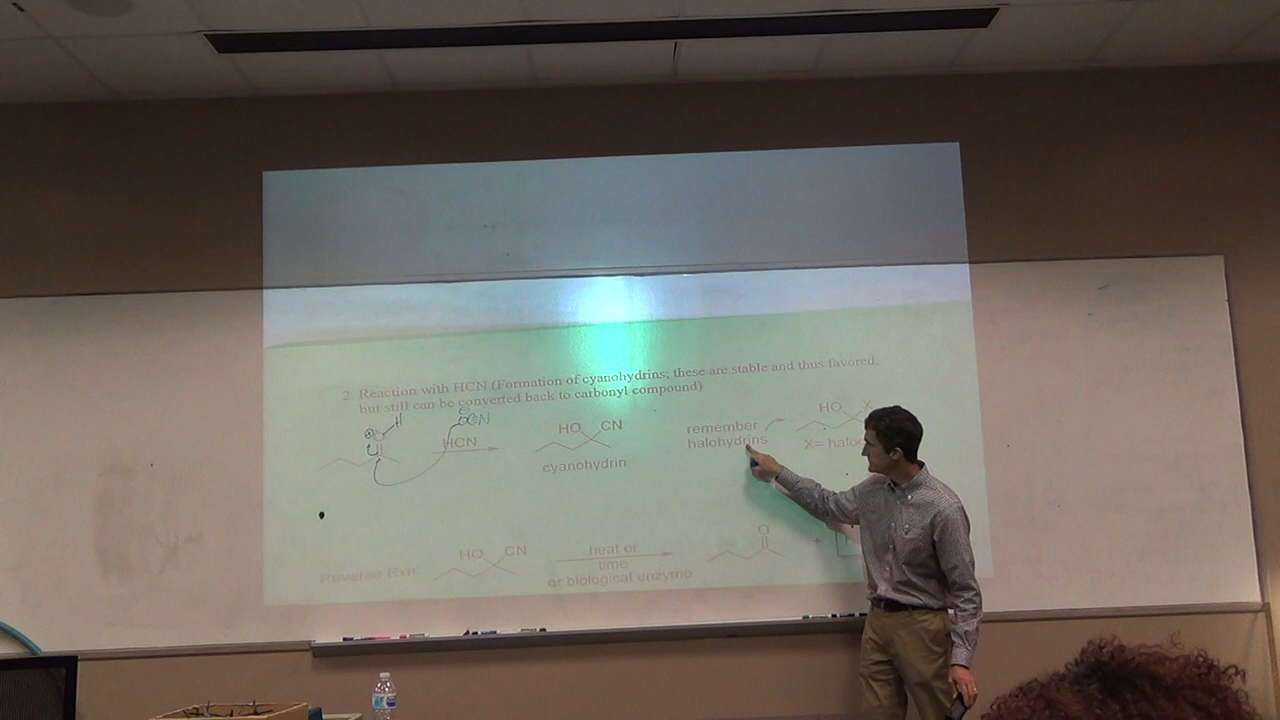 2. Reaction with HCN (Formation of cyanohydrins; these are stable and thus favored,
but still can be converted back to carbonyl compound)
H
CN
O
HCN
HO CN
cyanohydrin
remember
halohydrins
HO X
X= halo
Reverse Rxn:
HO CN
heat or
time
or biological enzyme
O
+